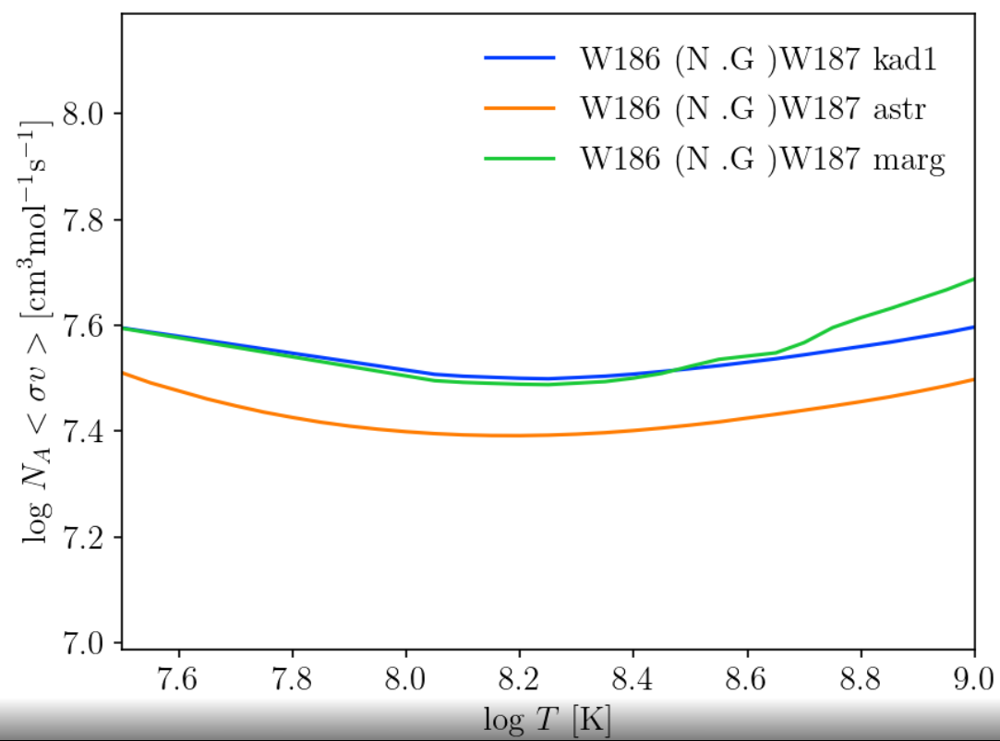 W186 (N .G )W187 kad1
W186 (N .G )W187 astr
W186 (N .G )W187 marg
log N_A < σv > [cm³mol⁻¹s⁻¹]
8.0
7.8
7.6
7.4
7.2
7.0
7.6 7.8 8.0 8.2 8.4 8.6 8.8 9.0
log T [K]